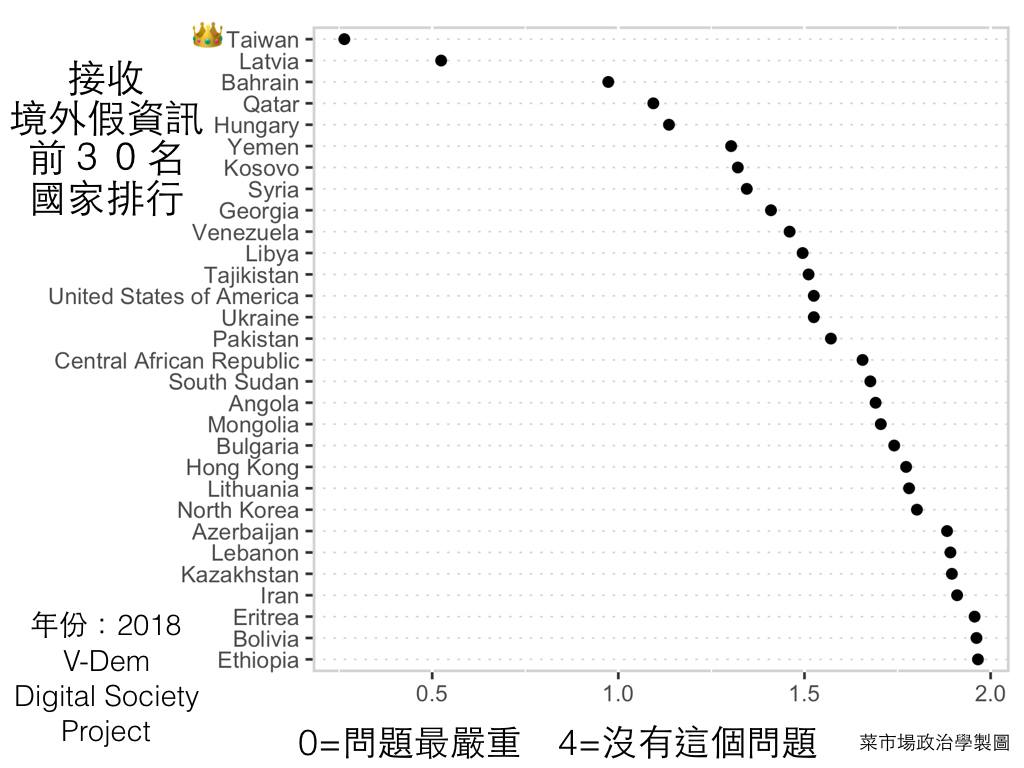 接收
境外假資訊
前３０名
國家排行
Taiwan
Latvia
Bahrain
Qatar
Hungary
Yemen
Kosovo
Syria
Georgia
Venezuela
Libya
Tajikistan
United States of America
Ukraine
Pakistan
Central African Republic
South Sudan
Angola
Mongolia
Bulgaria
Hong Kong
Lithuania
North Korea
Azerbaijan
Lebanon
Kazakhstan
Iran
Eritrea
Bolivia
Ethiopia
年份：2018
V-Dem
Digital Society
Project
0.5 1.0 1.5 2.0
0=問題最嚴重 4=沒有這個問題
菜市場政治學製圖